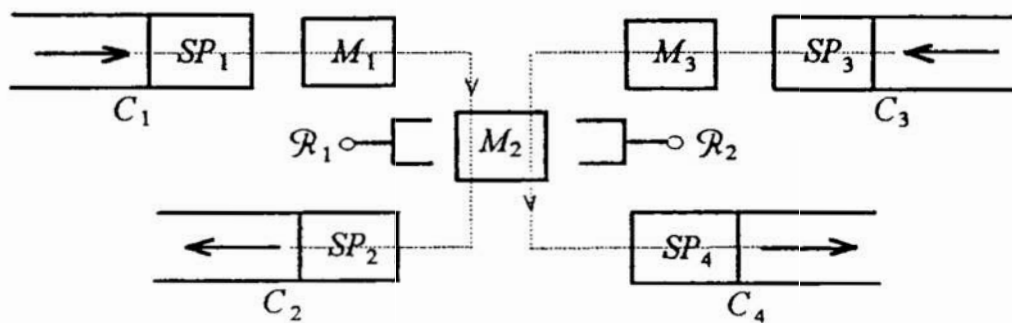 SP₁ M₁ M₃ SP₃
C₁ C₃
ℛ₁ M₂ ℛ₂
SP₂ SP₄
C₂ C₄